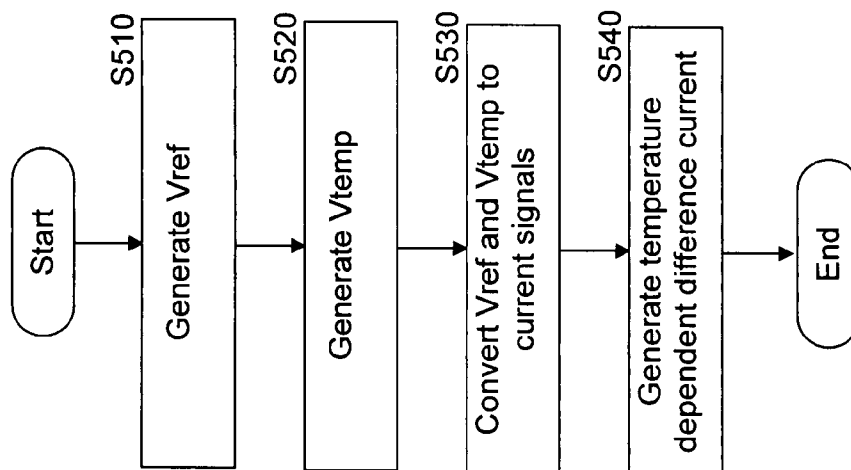 Start
S510
Generate Vref
S520
Generate Vtemp
S530
Convert Vref and Vtemp to
current signals
S540
Generate temperature
dependent difference current
End